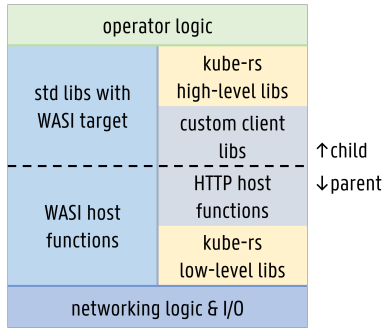 operator logic
std libs with
WASI target
kube-rs
high-level libs
custom client
libs
↑child
↓parent
WASI host
functions
HTTP host
functions
kube-rs
low-level libs
networking logic & I/O